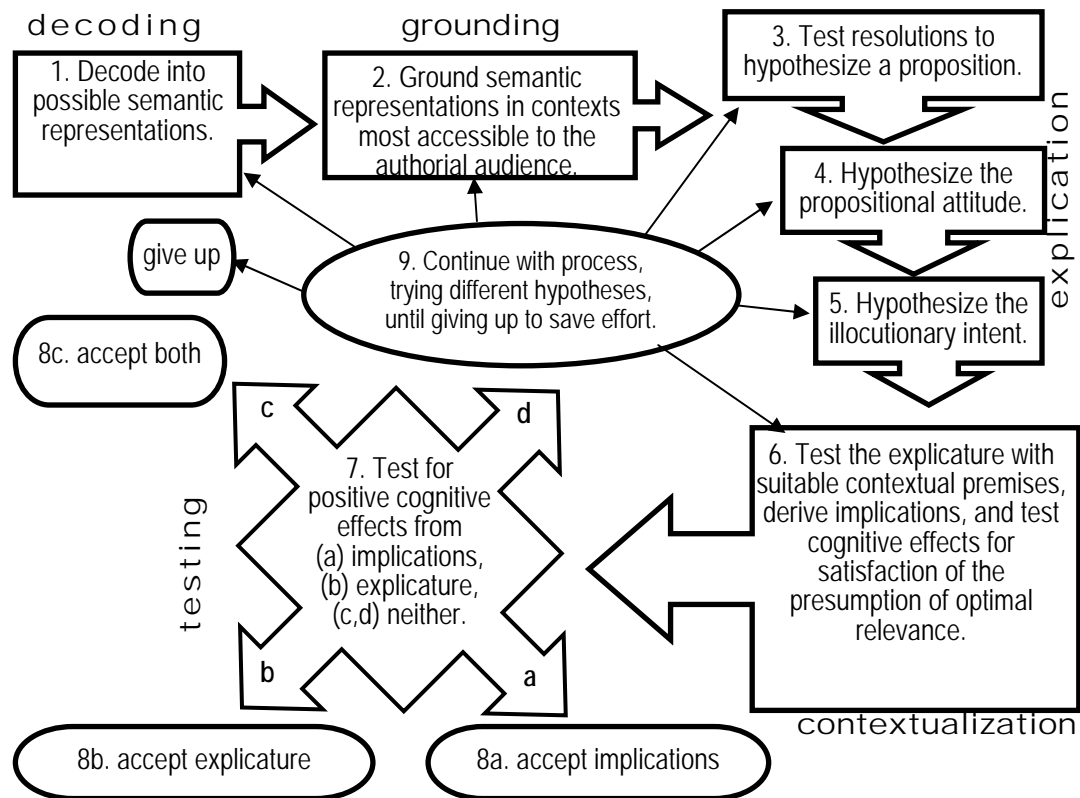 decoding
grounding
1. Decode into
possible semantic
representations.
2. Ground semantic
representations in contexts
most accessible to the
authorial audience.
3. Test resolutions to
hypothesize a proposition.
4. Hypothesize the
propositional attitude.
explication
5. Hypothesize the
illocutionary intent.
6. Test the explicature with
suitable contextual premises,
derive implications, and test
cognitive effects for
satisfaction of the
presumption of optimal
relevance.
contextualization
7. Test for
positive cognitive
effects from
(a) implications,
(b) explicature,
(c,d) neither.
a
b
c
d
testing
8a. accept implications
8b. accept explicature
8c. accept both
9. Continue with process,
trying different hypotheses,
until giving up to save effort.
give up